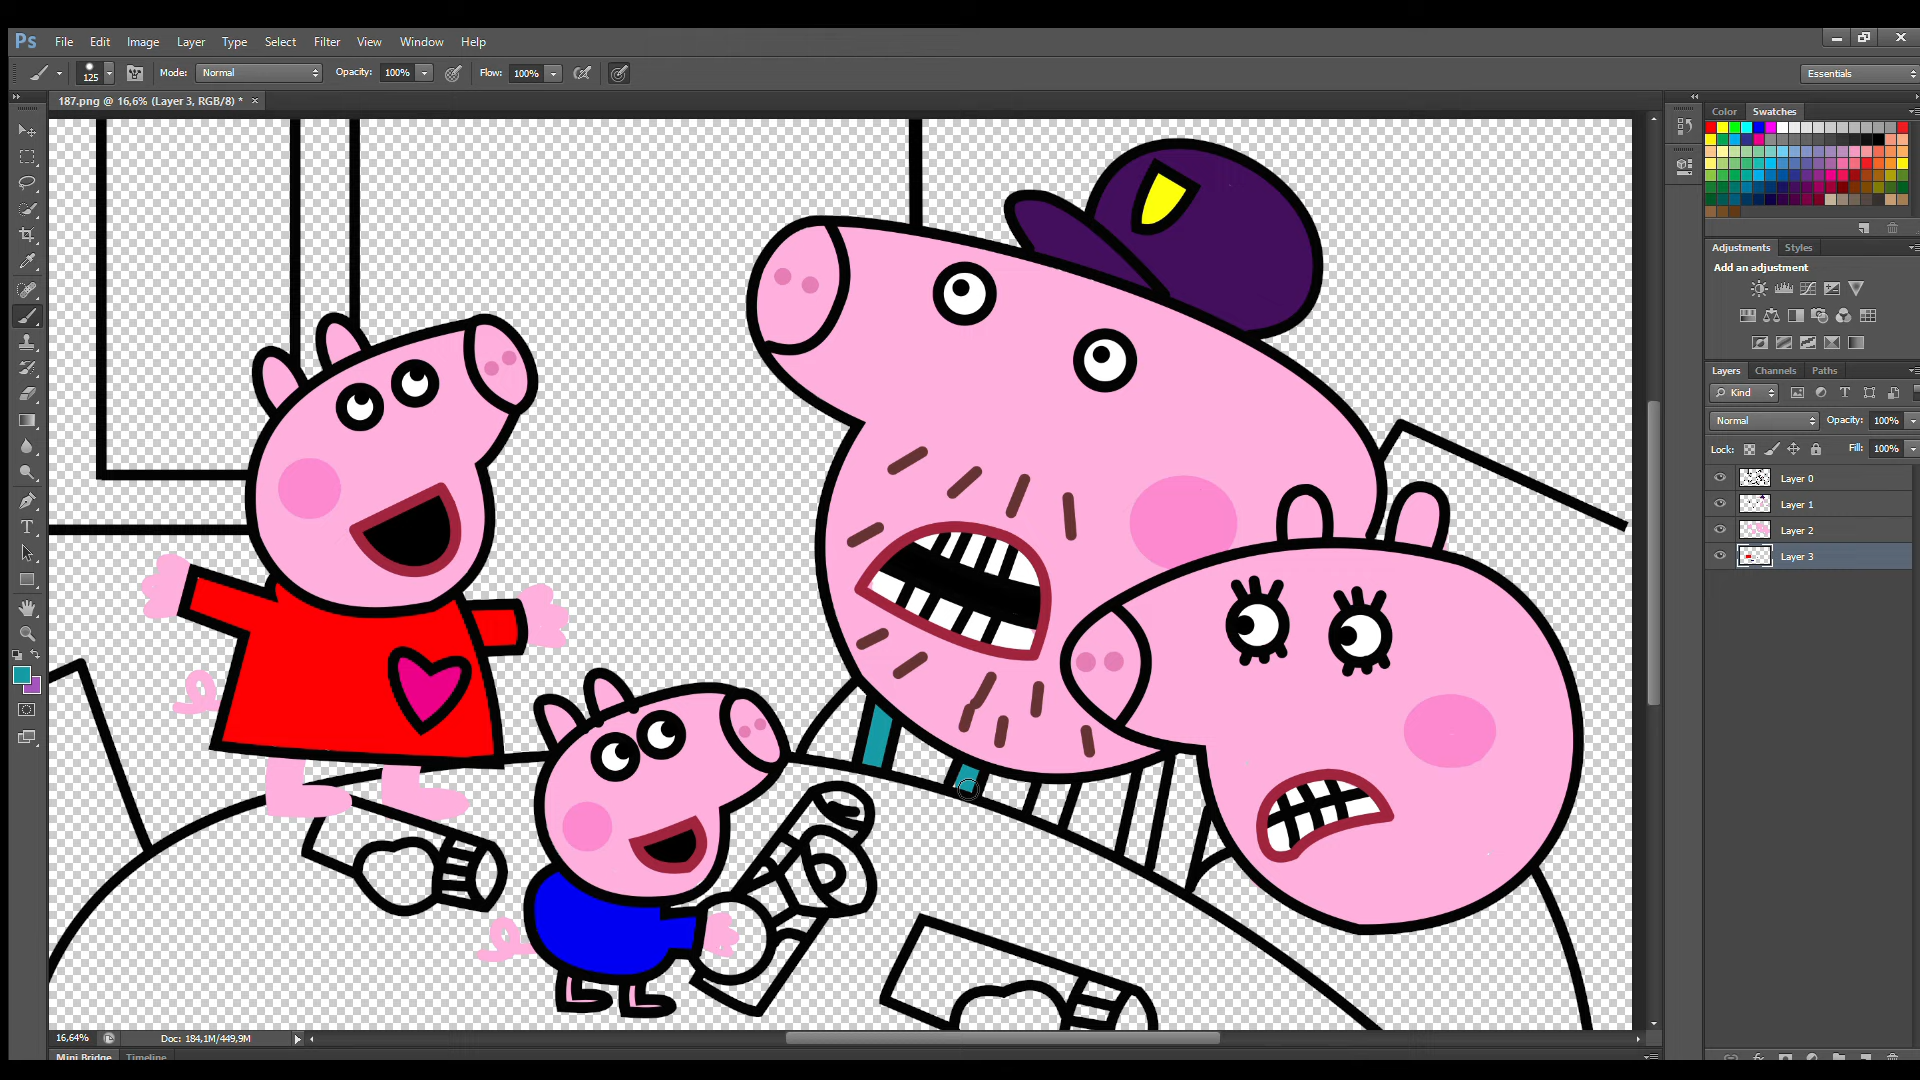 Ps File Edit Image Layer Type Select Filter View Window Help
125 Mode: Normal Opacity: 100% Flow: 100% Essentials
187.png @ 16,6% (Layer 3, RGB/8) * ×
Color Swatches
Adjustments Styles
Add an adjustment
Layers Channels Paths
Kind
Normal Opacity: 100%
Lock: Fill: 100%
Layer 0
Layer 1
Layer 2
Layer 3
16,64% Doc: 184,1M/449,9M
Mini Bridge Timeline